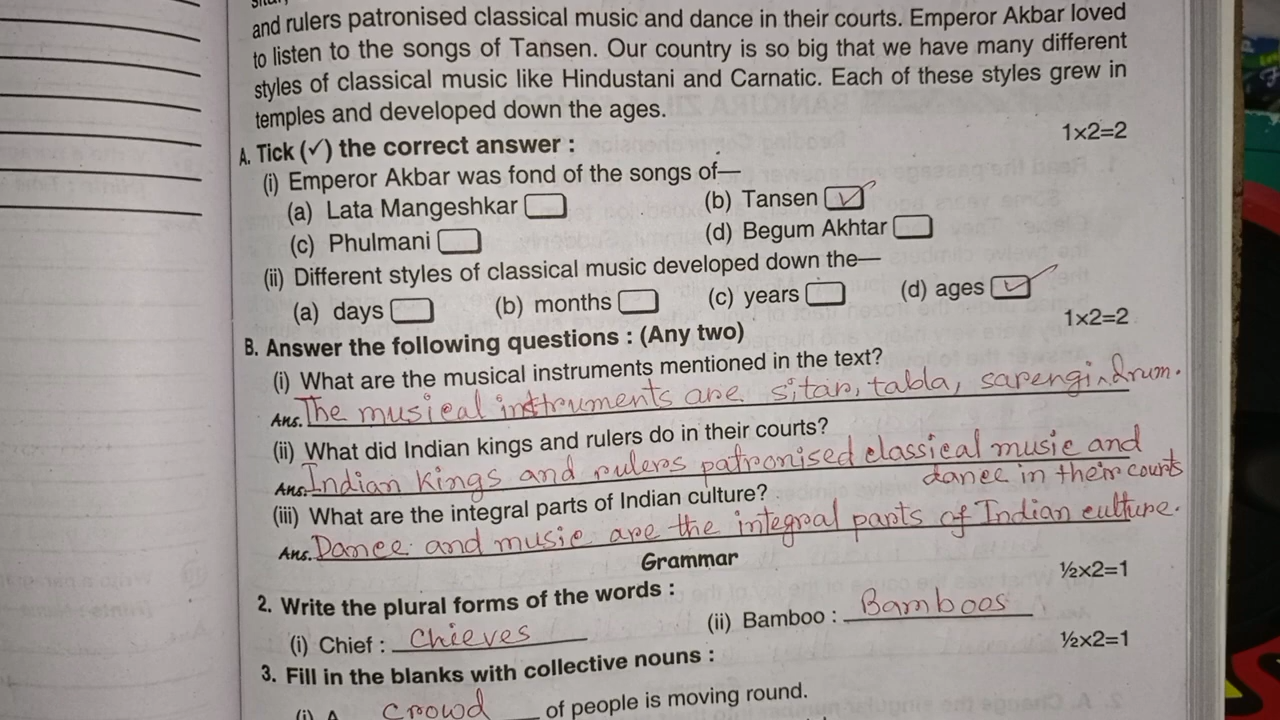 and rulers patronised classical music and dance in their courts. Emperor Akbar loved
to listen to the songs of Tansen. Our country is so big that we have many different
styles of classical music like Hindustani and Carnatic. Each of these styles grew in
temples and developed down the ages.
A. Tick (✓) the correct answer : 1×2=2
(i) Emperor Akbar was fond of the songs of—
(a) Lata Mangeshkar (b) Tansen ✓
(c) Phulmani (d) Begum Akhtar
(ii) Different styles of classical music developed down the—
(a) days (b) months (c) years (d) ages ✓
B. Answer the following questions : (Any two) 1×2=2
(i) What are the musical instruments mentioned in the text?
Ans. The musical instruments are sitar, tabla, sarengi, drum.
(ii) What did Indian kings and rulers do in their courts?
Ans. Indian Kings and rulers patronised classical music and
dance in their courts
(iii) What are the integral parts of Indian culture?
Ans. Dance and music are the integral parts of Indian culture.
Grammar
2. Write the plural forms of the words : ½×2=1
(i) Chief : Chieves (ii) Bamboo : Bamboos
3. Fill in the blanks with collective nouns : ½×2=1
(i) A crowd of people is moving round.